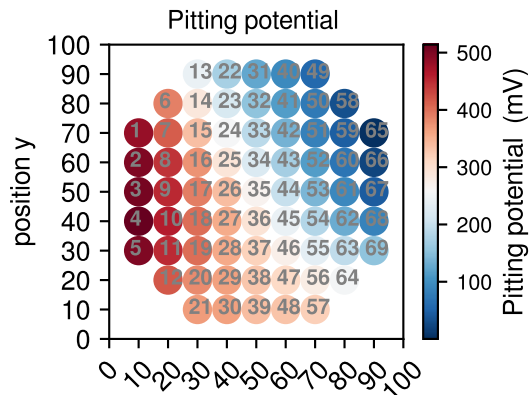 Pitting potential
100
90
80
70
60
50
40
30
20
10
0
position y
13 22 31 40 49
6 14 23 32 41 50 58
1 7 15 24 33 42 51 59 65
2 8 16 25 34 43 52 60 66
3 9 17 26 35 44 53 61 67
4 10 18 27 36 45 54 62 68
5 11 19 28 37 46 55 63 69
12 20 29 38 47 56 64
21 30 39 48 57
0 10 20 30 40 50 60 70 80 90 100
500
400
300
200
100
Pitting potential (mV)